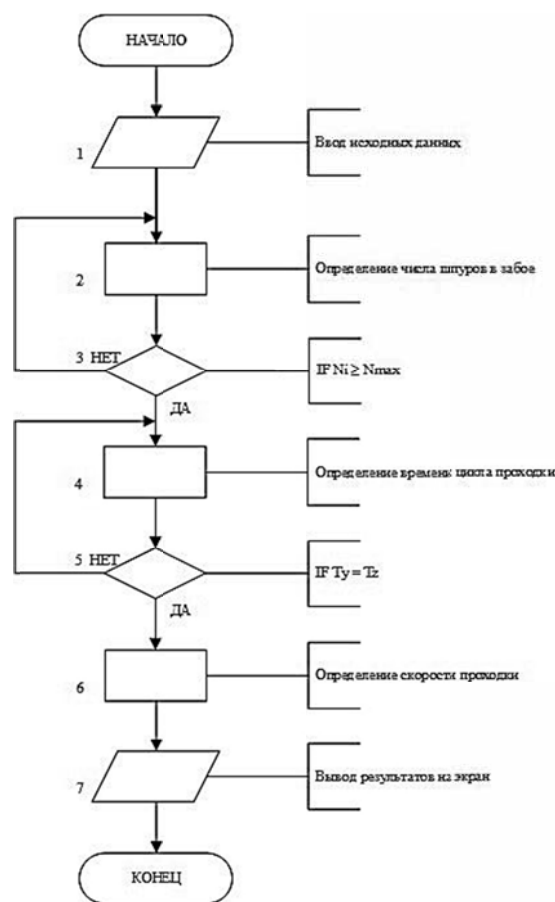 НАЧАЛО
1
Ввод исходных данных
2
Определение числа шпуров в забое
3 НЕТ
IF Ni ≥ Nmax
ДА
4
Определение времени цикла проходки
5 НЕТ
IF Ty = Tz
ДА
6
Определение скорости проходки
7
Вывод результатов на экран
КОНЕЦ